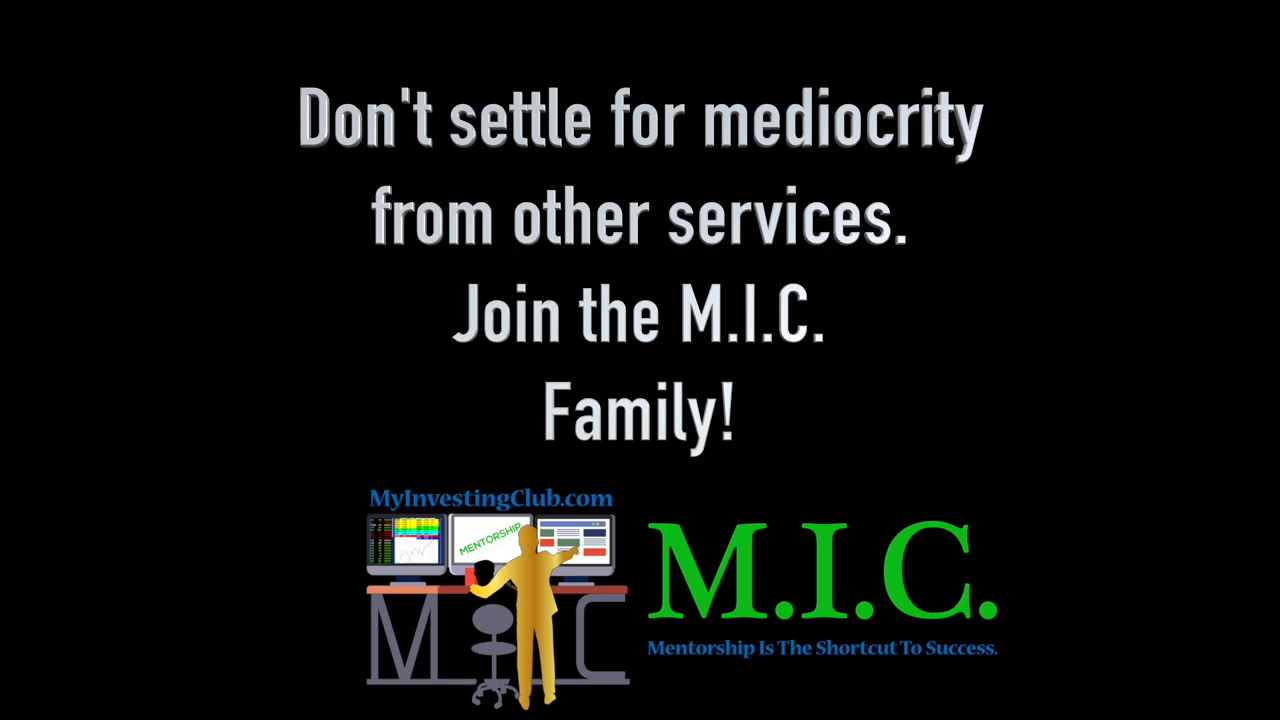 Don't settle for mediocrity
from other services.
Join the M.I.C.
Family!
MyInvestingClub.com
MENTORSHIP
M.I.C.
Mentorship Is The Shortcut To Success.
MIC